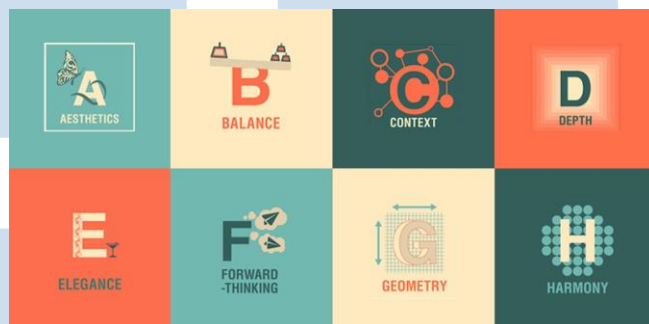 A
AESTHETICS
B
BALANCE
C
CONTEXT
D
DEPTH
E
ELEGANCE
F
FORWARD
-THINKING
G
GEOMETRY
H
HARMONY